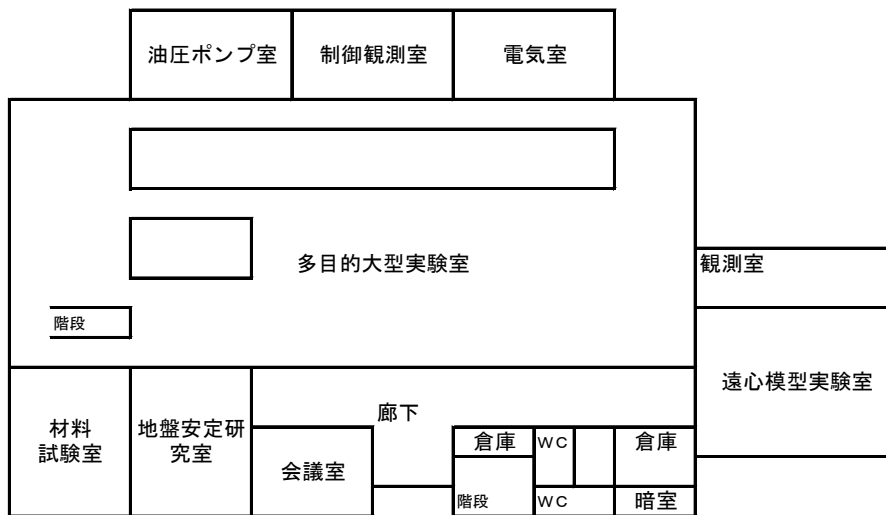 油圧ポンプ室
制御観測室
電気室
多目的大型実験室
観測室
階段
遠心模型実験室
廊下
材料
試験室
地盤安定研
究室
会議室
倉庫
WC
倉庫
階段
WC
暗室